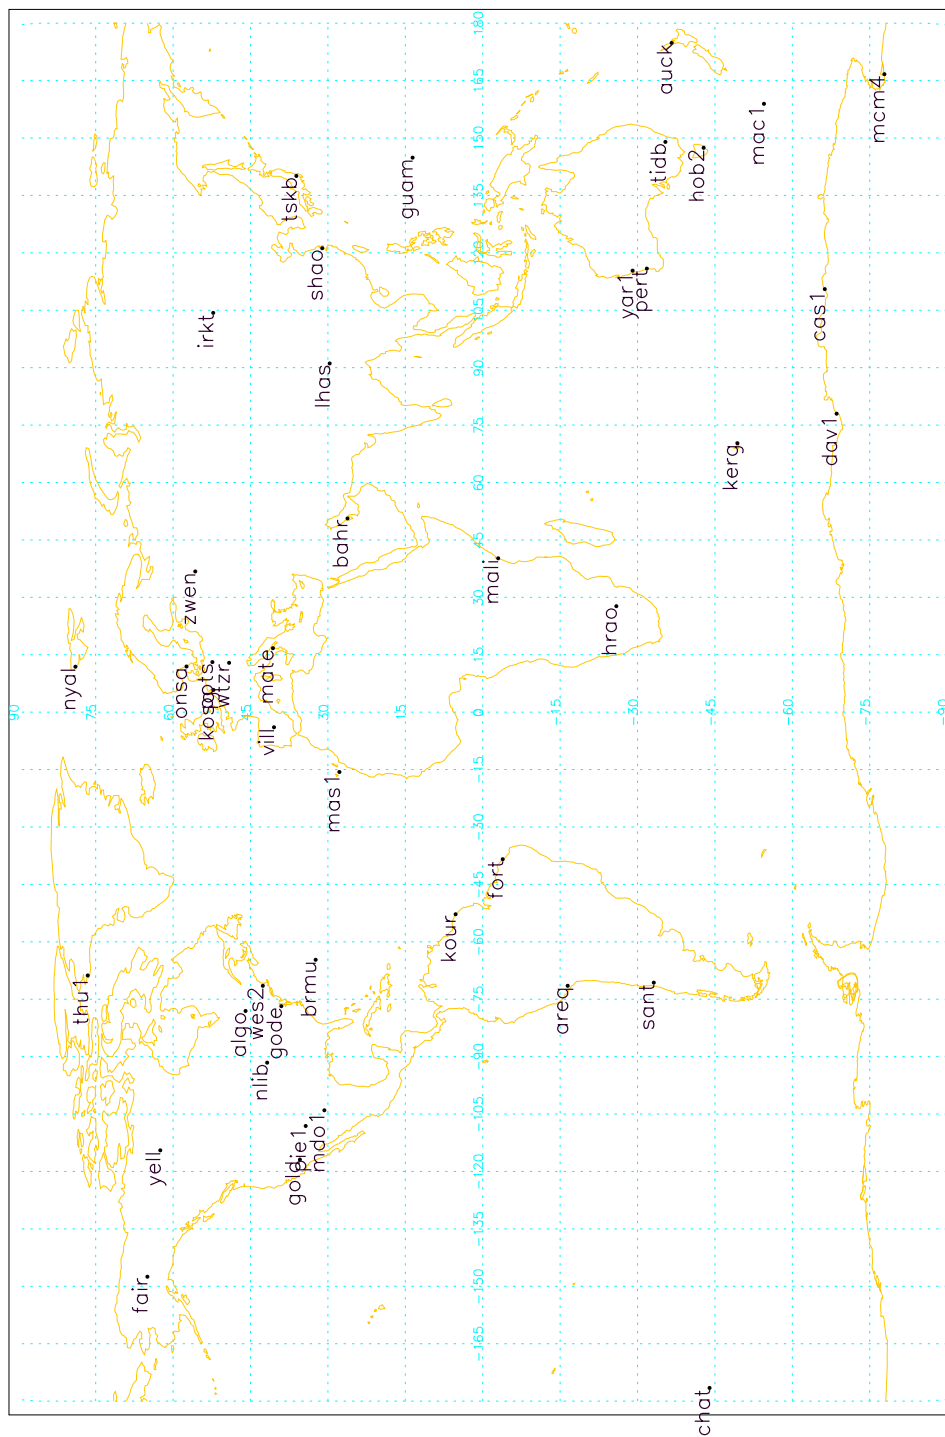 90
nyal
thu1
75
fair
yell
60
onsa
zwen
irkt
kosg
pots
wtzr
algo
45
wes2
nlib
mate
vill
gode
tskb
gold
pie1
brmu
shao
mdo1
30
lhas
mas1
bahr
15
guam
kour
−165 −150 −135 −120 −105 −90 −75 −60 −45 −30 −15 0 15 30 45 60 75 90 105 120 135 150 165 180
mali
fort
−15
areq
hrao
yar1
−30
pert
sant
tidb
auck
hob2
chat
−45
kerg
mac1
−60
cas1
dav1
−75
mcm4
−90